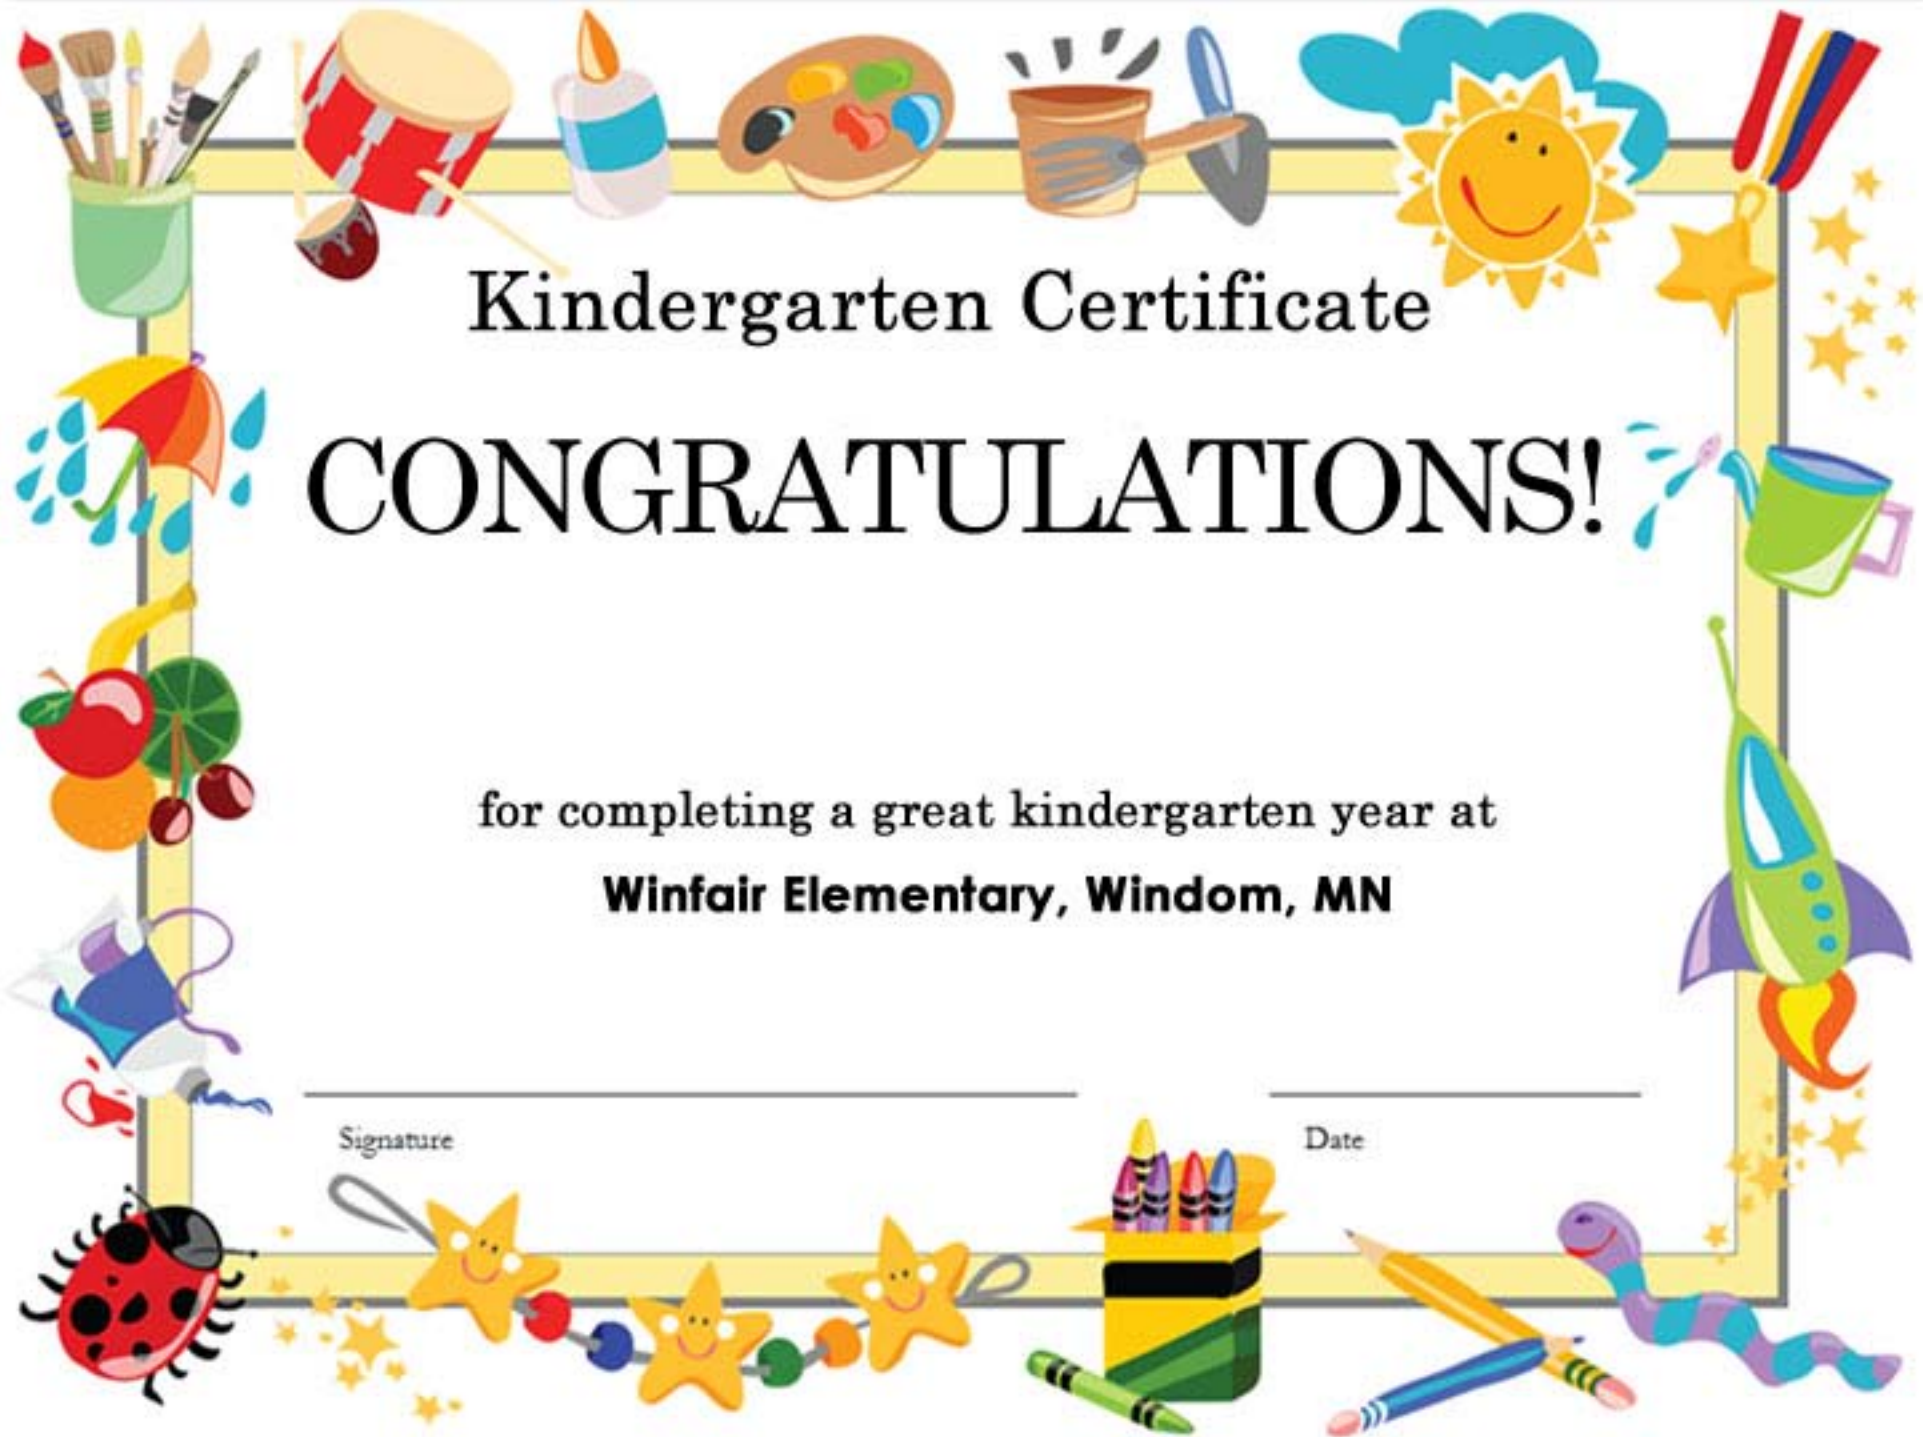 Kindergarten Certificate
CONGRATULATIONS!
for completing a great kindergarten year at
Winfair Elementary, Windom, MN
Signature
Date